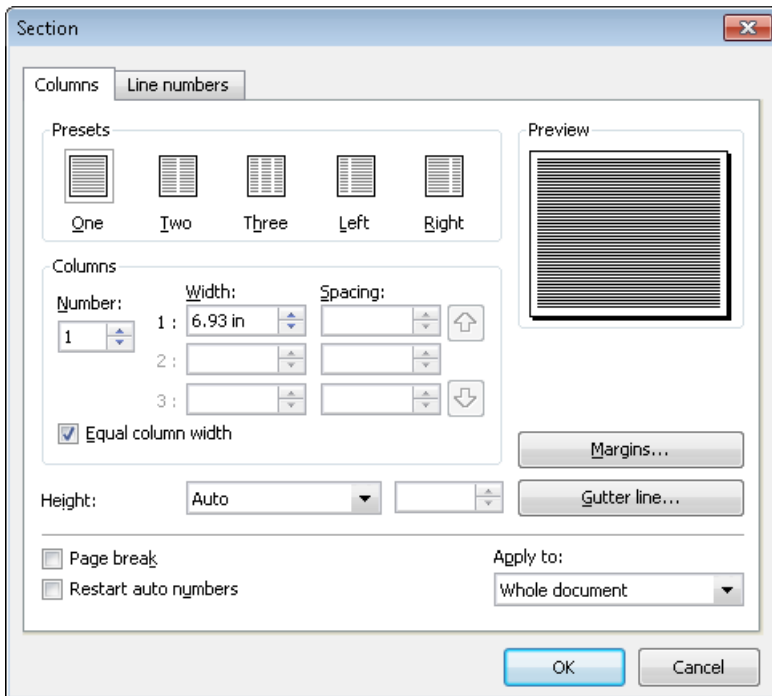 Section
Columns
Line numbers
Presets
One
Two
Three
Left
Right
Preview
Columns
Number:
Width:
Spacing:
1
1 : 6.93 in
2 :
3 :
Equal column width
Margins...
Height:
Auto
Gutter line...
Page break
Restart auto numbers
Apply to:
Whole document
OK
Cancel